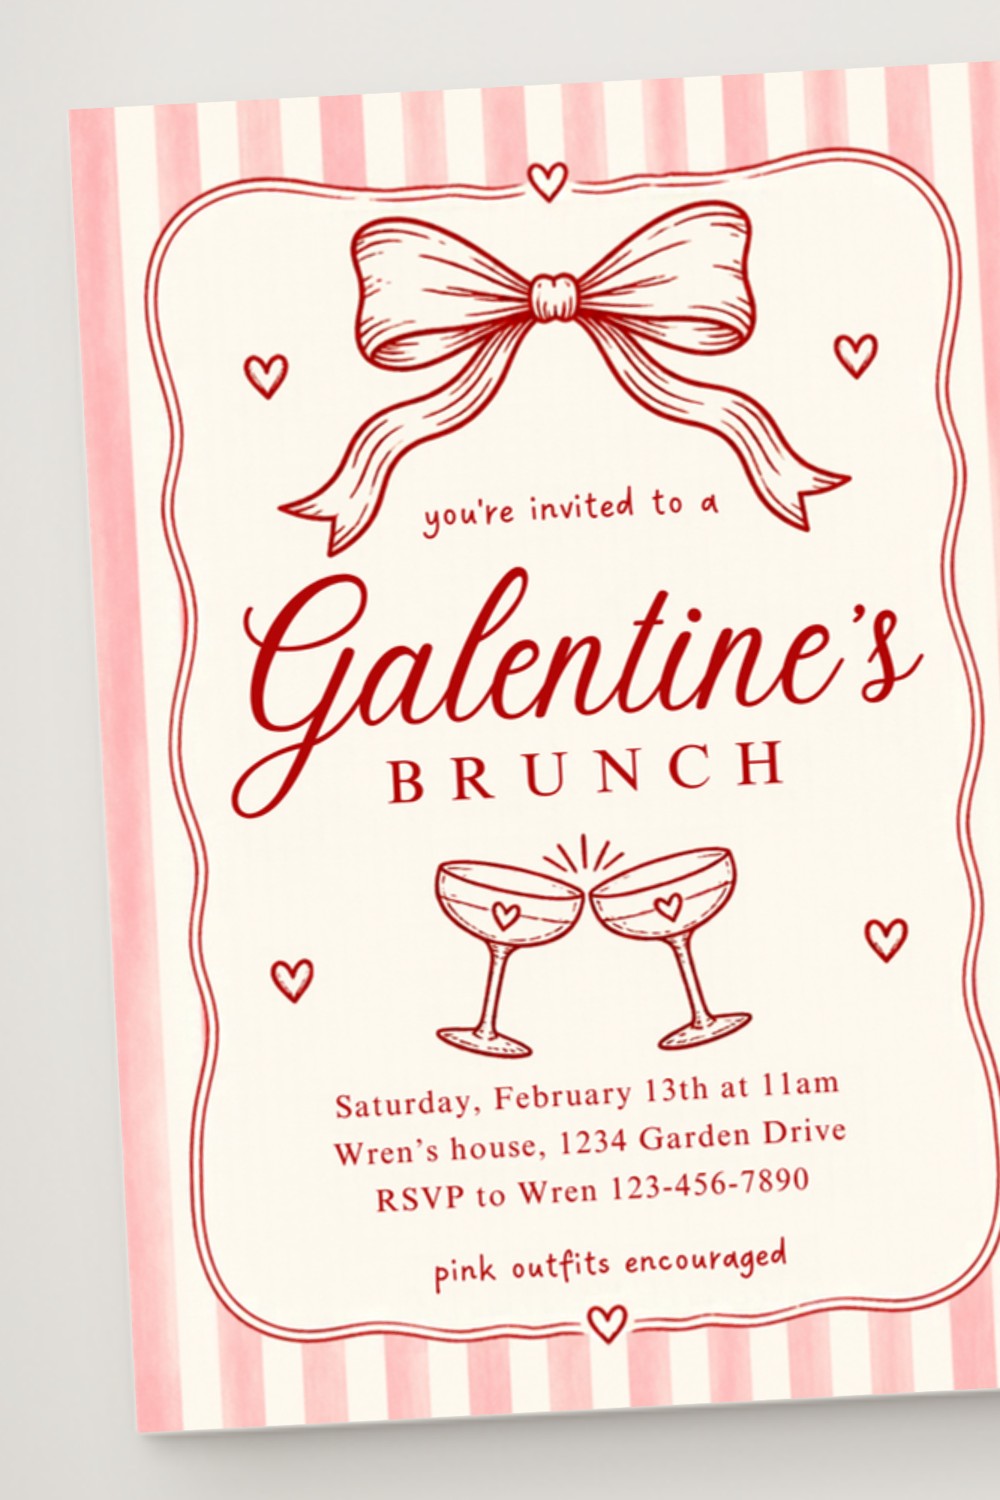 you're invited to a
Galentine's
BRUNCH
Saturday, February 13th at 11am
Wren’s house, 1234 Garden Drive
RSVP to Wren 123-456-7890
pink outfits encouraged